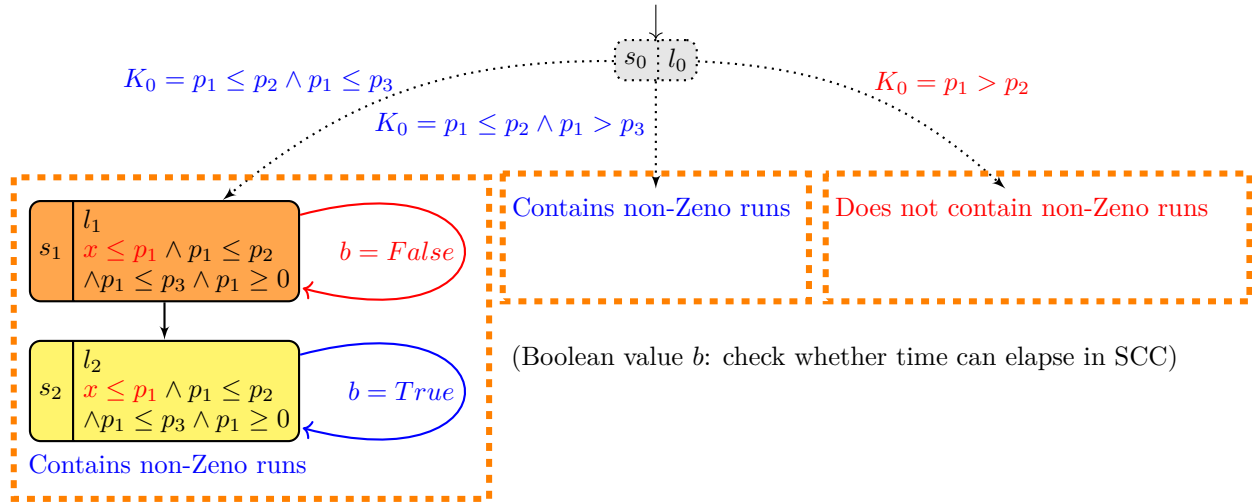 s₀ l₀
K₀ = p₁ ≤ p₂ ∧ p₁ ≤ p₃
K₀ = p₁ > p₂
K₀ = p₁ ≤ p₂ ∧ p₁ > p₃
s₁
l₁
x ≤ p₁ ∧ p₁ ≤ p₂
∧p₁ ≤ p₃ ∧ p₁ ≥ 0
b = False
s₂
l₂
x ≤ p₁ ∧ p₁ ≤ p₂
∧p₁ ≤ p₃ ∧ p₁ ≥ 0
b = True
Contains non-Zeno runs
Contains non-Zeno runs
Does not contain non-Zeno runs
(Boolean value b: check whether time can elapse in SCC)